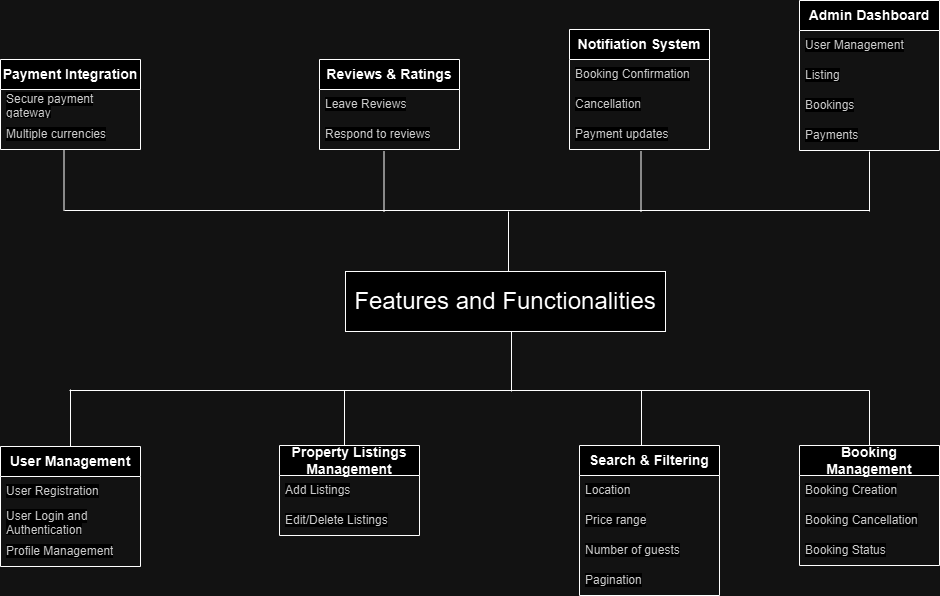 Payment Integration
Secure payment
gateway
Multiple currencies
Reviews & Ratings
Leave Reviews
Respond to reviews
Notifiation System
Booking Confirmation
Cancellation
Payment updates
Admin Dashboard
User Management
Listing
Bookings
Payments
Features and Functionalities
User Management
User Registration
User Login and
Authentication
Profile Management
Property Listings
Management
Add Listings
Edit/Delete Listings
Search & Filtering
Location
Price range
Number of guests
Pagination
Booking
Management
Booking Creation
Booking Cancellation
Booking Status